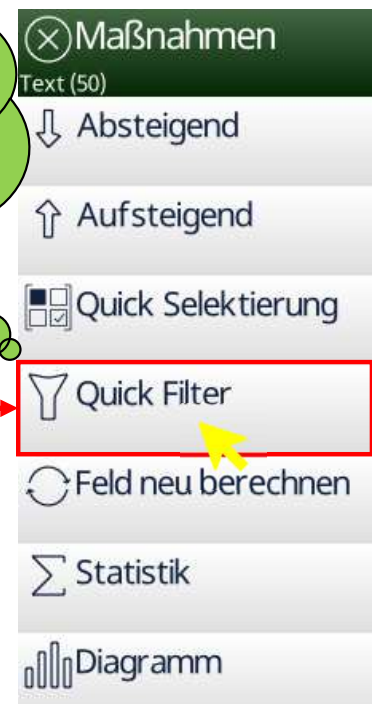 Maßnahmen
Text (50)
Absteigend
Aufsteigend
Quick Selektierung
Quick Filter
Feld neu berechnen
Statistik
Diagramm